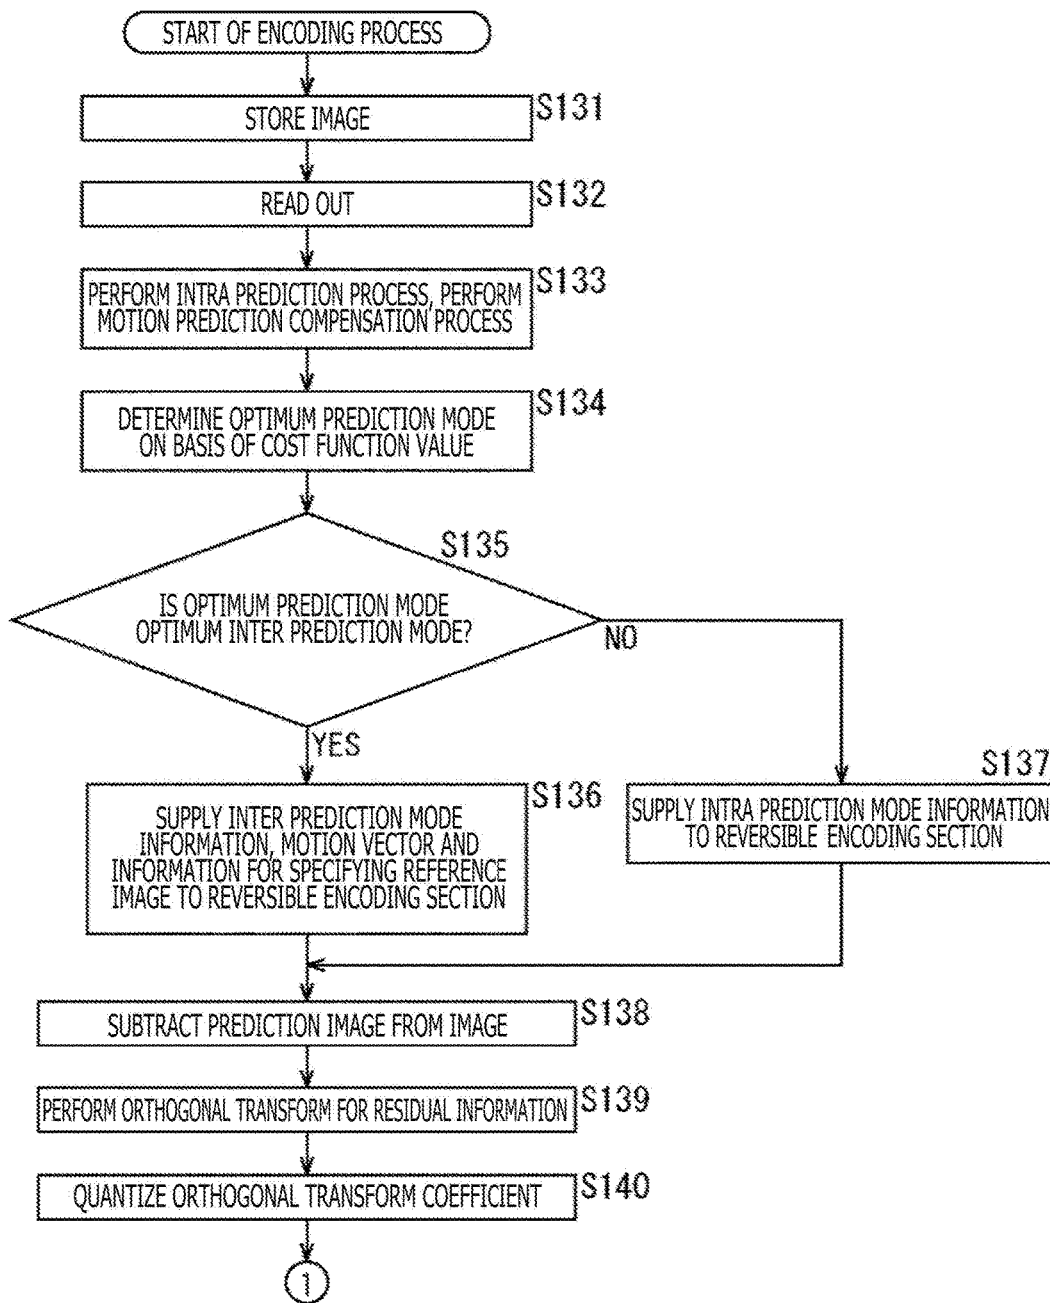 START OF ENCODING PROCESS
S131
STORE IMAGE
S132
READ OUT
S133
PERFORM INTRA PREDICTION PROCESS, PERFORM
MOTION PREDICTION COMPENSATION PROCESS
S134
DETERMINE OPTIMUM PREDICTION MODE
ON BASIS OF COST FUNCTION VALUE
S135
IS OPTIMUM PREDICTION MODE
OPTIMUM INTER PREDICTION MODE?
NO
YES
S136
SUPPLY INTER PREDICTION MODE
INFORMATION, MOTION VECTOR AND
INFORMATION FOR SPECIFYING REFERENCE
IMAGE TO REVERSIBLE ENCODING SECTION
S137
SUPPLY INTRA PREDICTION MODE INFORMATION
TO REVERSIBLE ENCODING SECTION
S138
SUBTRACT PREDICTION IMAGE FROM IMAGE
S139
PERFORM ORTHOGONAL TRANSFORM FOR RESIDUAL INFORMATION
S140
QUANTIZE ORTHOGONAL TRANSFORM COEFFICIENT
1